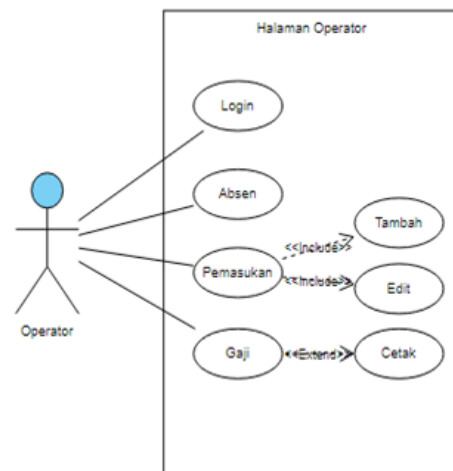 Halaman Operator
Login
Absen
Tambah
<<Include>>
Pemasukan
<<Include>>
Edit
Operator
Gaji
<<Extend>>
Cetak